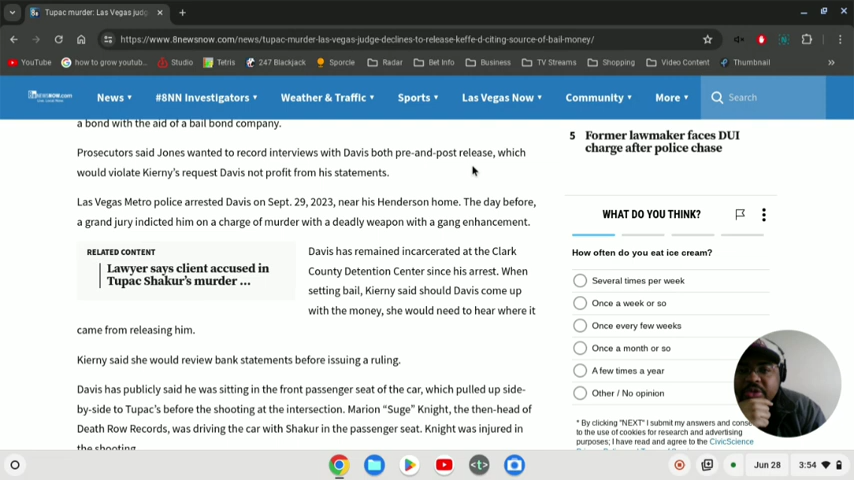 Tupac murder: Las Vegas judg
https://www.8newsnow.com/news/tupac-murder-las-vegas-judge-declines-to-release-keffe-d-citing-source-of-bail-money/
YouTube
how to grow youtub..
Studio
Tetris
247 Blackjack
Sporcle
Radar
Bet Info
Business
TV Streams
Shopping
Video Content
Thumbnail
8NEWSNOW.COM
News
#8NN Investigators
Weather & Traffic
Sports
Las Vegas Now
Community
More
Search
a bond with the aid of a bail bond company.
Prosecutors said Jones wanted to record interviews with Davis both pre-and-post release, which
would violate Kierny's request Davis not profit from his statements.
Las Vegas Metro police arrested Davis on Sept. 29, 2023, near his Henderson home. The day before,
a grand jury indicted him on a charge of murder with a deadly weapon with a gang enhancement.
RELATED CONTENT
Lawyer says client accused in
Tupac Shakur's murder ...
Davis has remained incarcerated at the Clark
County Detention Center since his arrest. When
setting bail, Kierny said should Davis come up
with the money, she would need to hear where it
came from releasing him.
Kierny said she would review bank statements before issuing a ruling.
Davis has publicly said he was sitting in the front passenger seat of the car, which pulled up side-
by-side to Tupac's before the shooting at the intersection. Marion "Suge" Knight, the then-head of
Death Row Records, was driving the car with Shakur in the passenger seat. Knight was injured in
the shooting.
5 Former lawmaker faces DUI
charge after police chase
WHAT DO YOU THINK?
How often do you eat ice cream?
Several times per week
Once a week or so
Once every few weeks
Once a month or so
A few times a year
Other / No opinion
* By clicking "NEXT" I submit my answers and conse
to the use of cookies for research and advertising
purposes; I have read and agree to the CivicScience
Jun 28
3:54